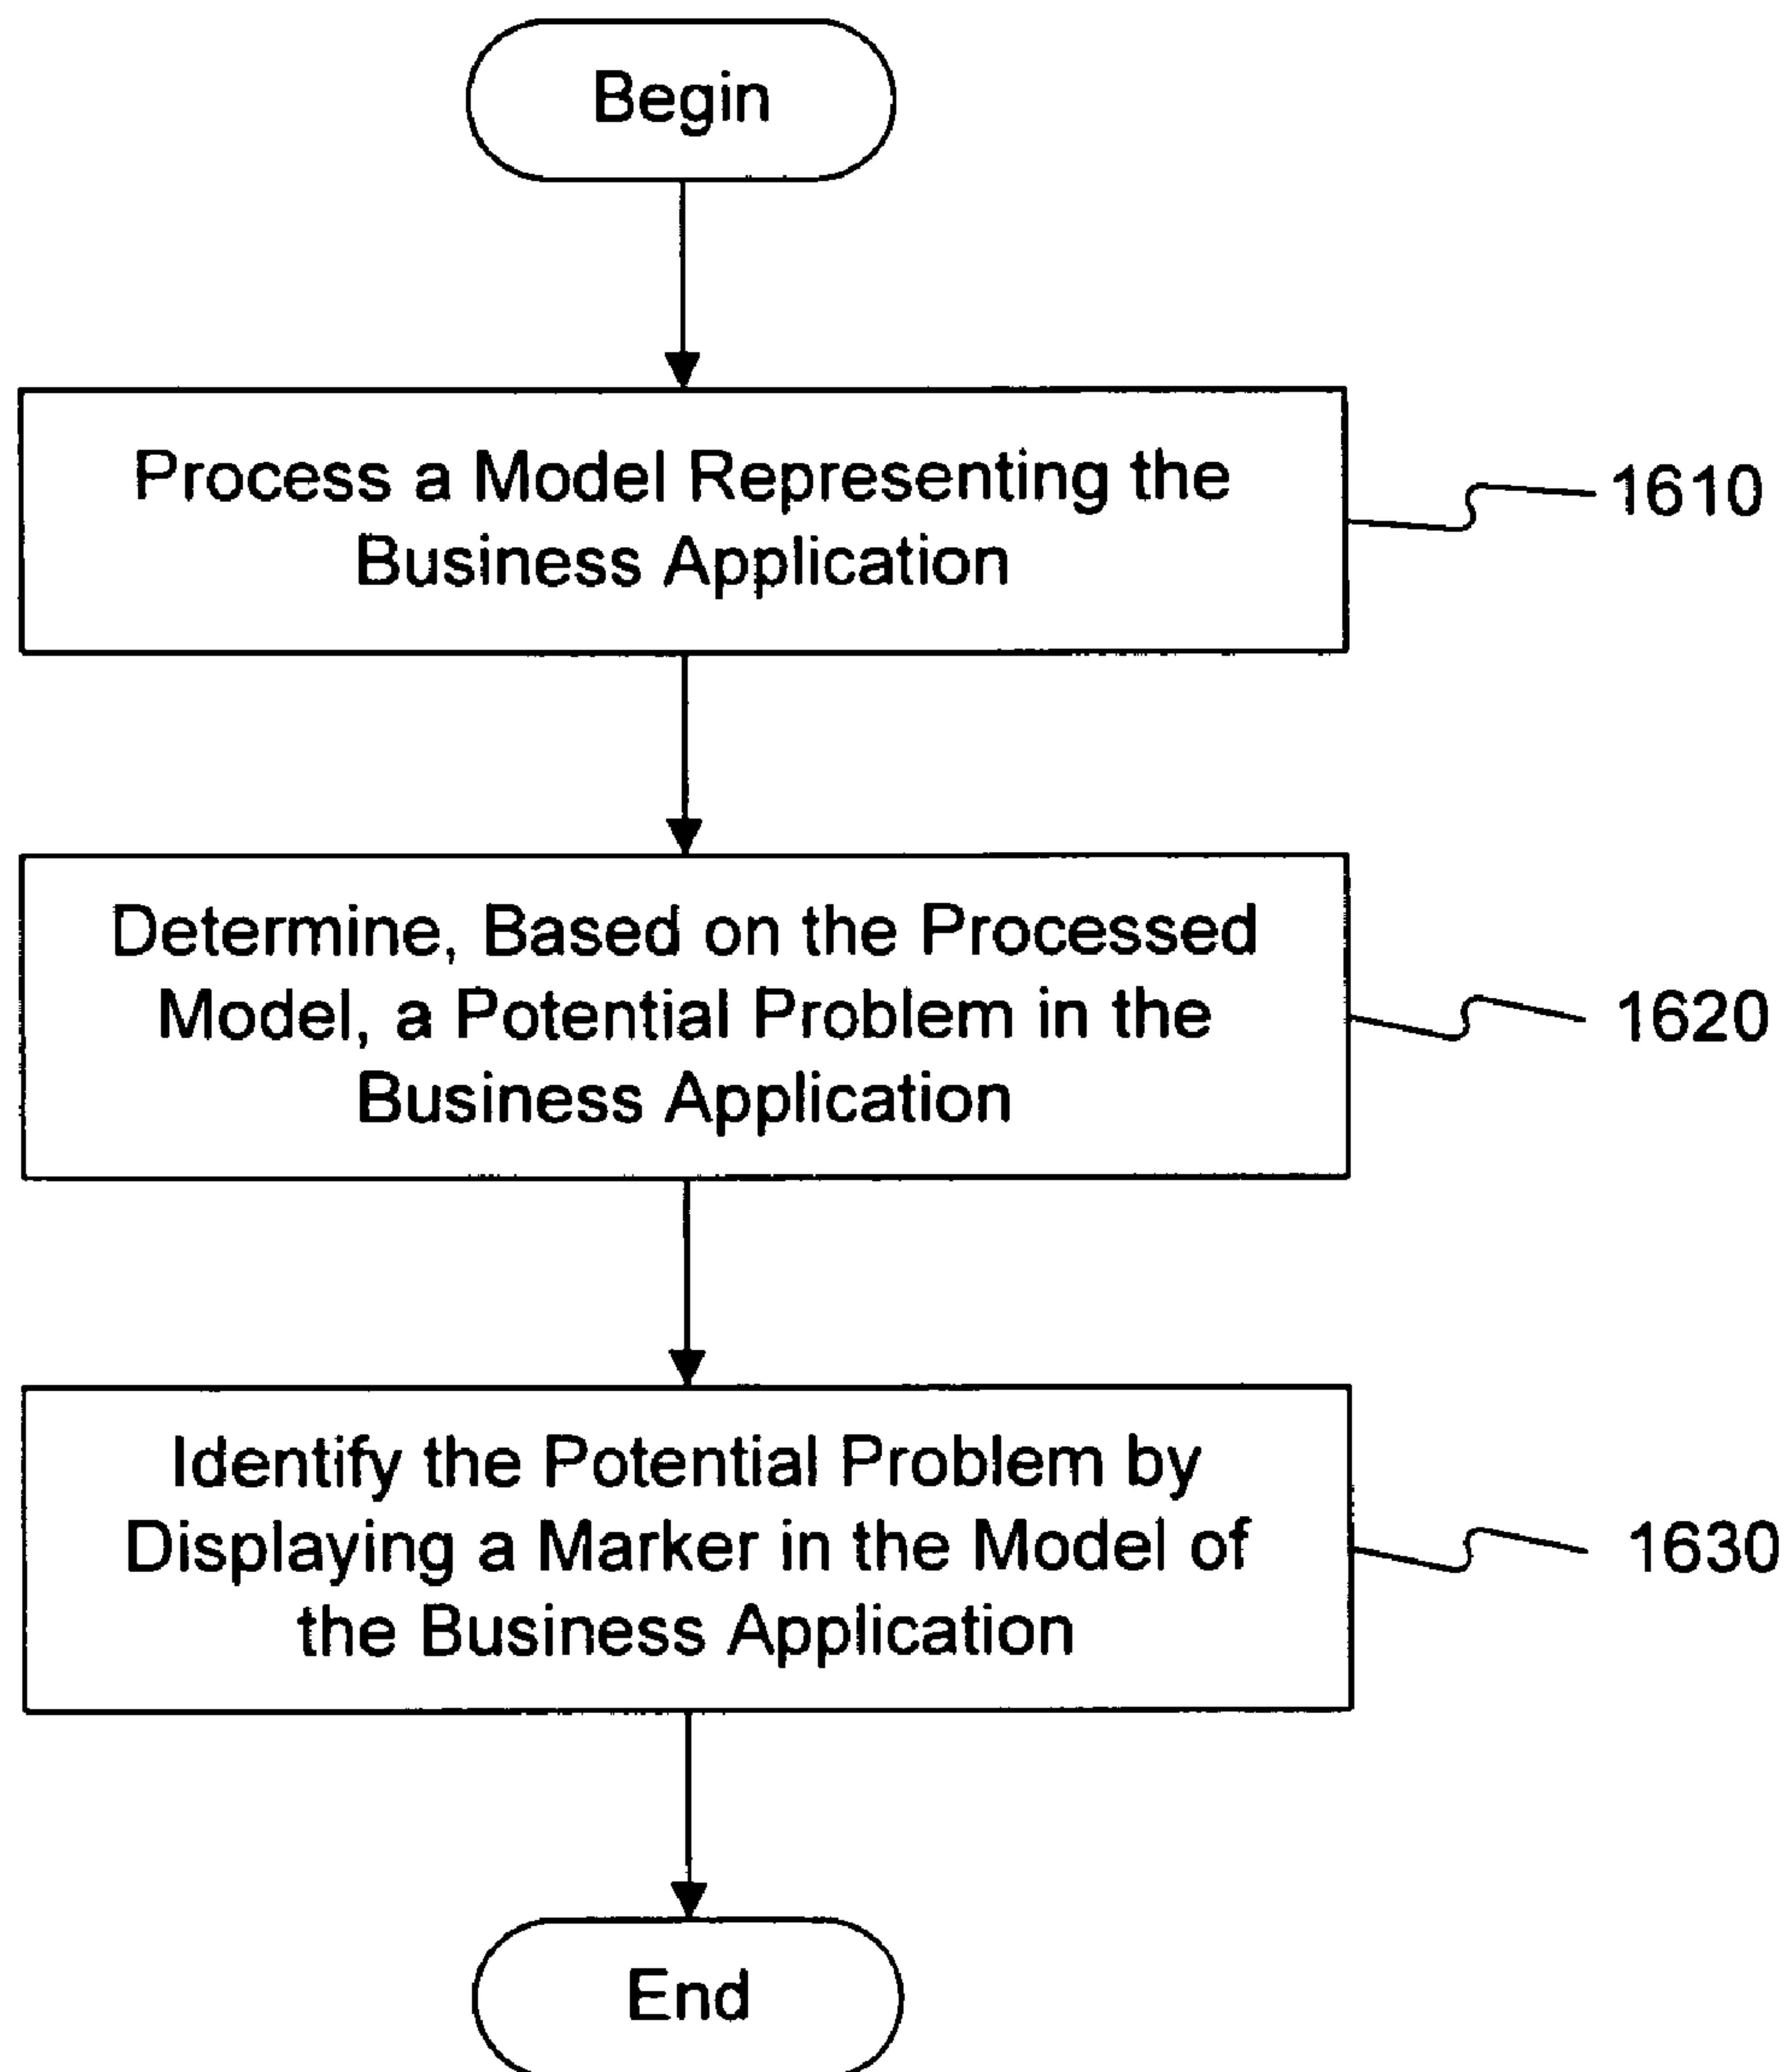 Begin
Process a Model Representing the
Business Application
1610
Determine, Based on the Processed
Model, a Potential Problem in the
Business Application
1620
Identify the Potential Problem by
Displaying a Marker in the Model of
the Business Application
1630
End